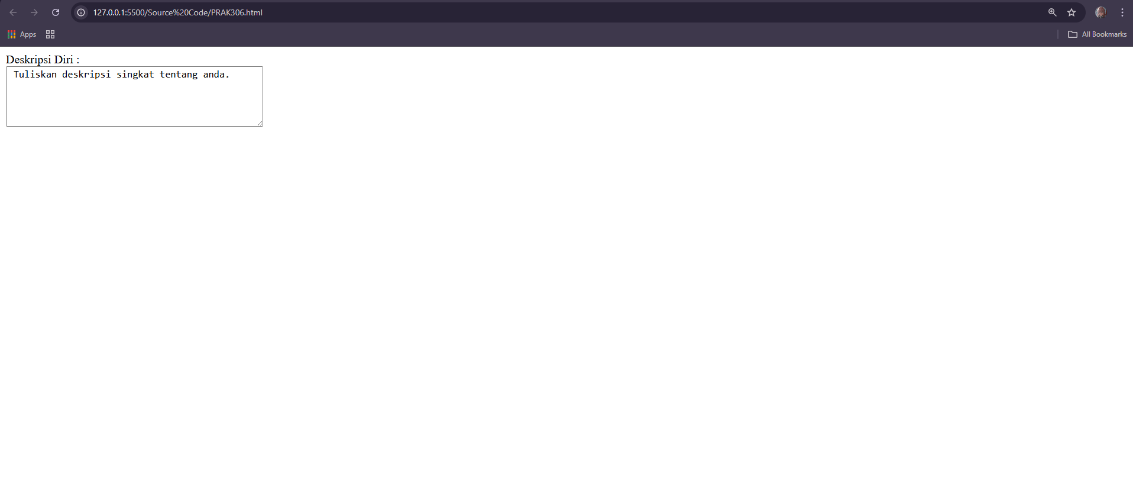 127.0.0.1:5500/Source%20Code/PRAK306.html
Apps
All Bookmarks
Deskripsi Diri :
Tuliskan deskripsi singkat tentang anda.